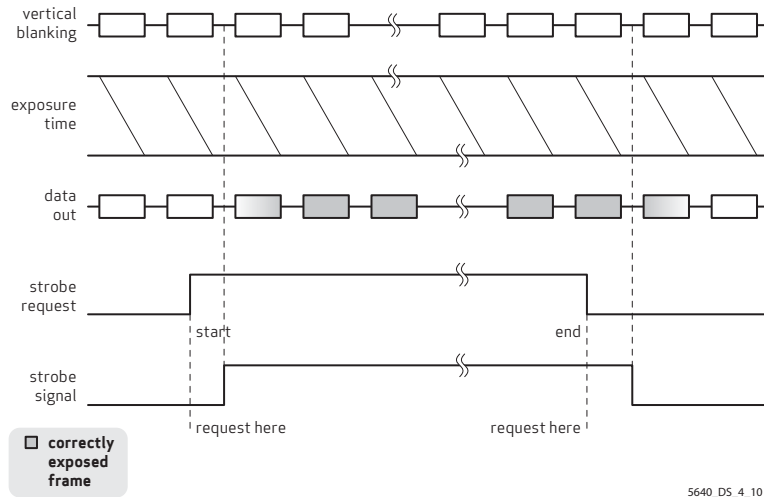 vertical
blanking
exposure
time
data
out
strobe
request
start
end
strobe
signal
request here
request here
correctly
exposed
frame
5640_DS_4_10